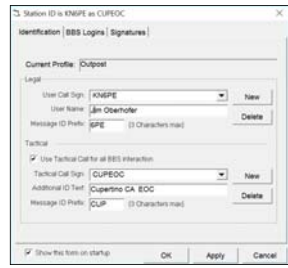 Station ID is KN6PE as CUPEOC
Identification BBS Logins Signatures
Current Profile: Outpost
Legal
User Call Sign: KN6PE New
User Name: Jim Oberhofer Delete
Message ID Prefix: 6PE (3 Characters max)
Tactical
Use Tactical Call for all BBS interaction
Tactical Call Sign: CUPEOC New
Additional ID Text: Cupertino CA EOC Delete
Message ID Prefix: CUP (3 Characters max)
Show this form on startup OK Apply Cancel